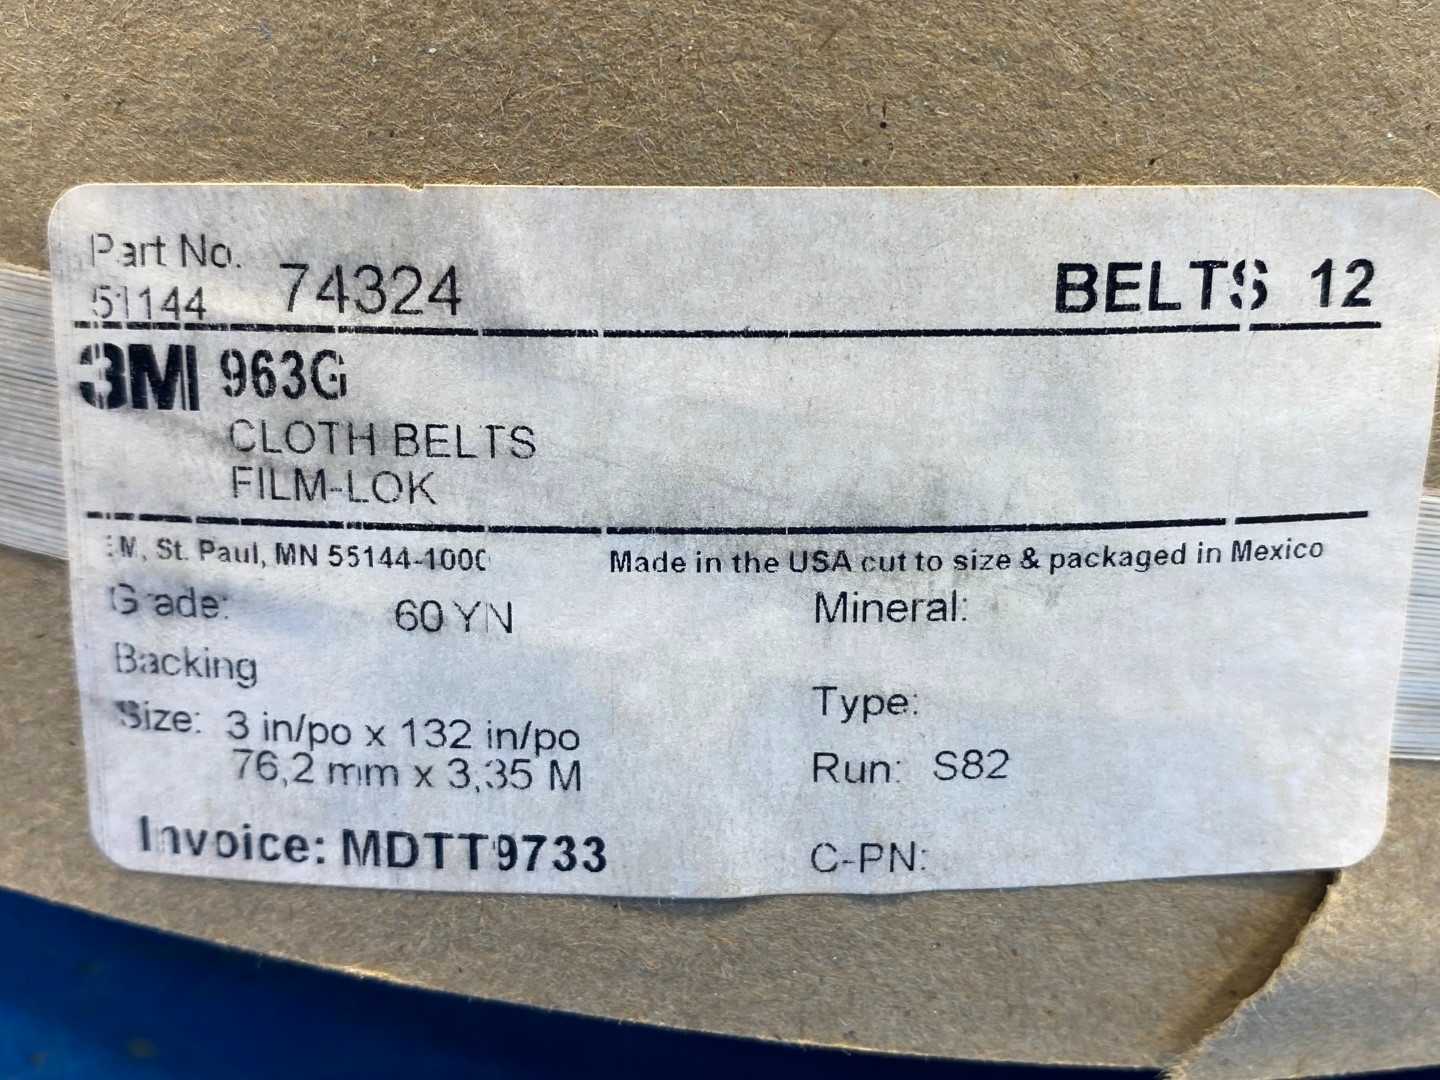 Part No.
51144 74324 BELTS 12
3M 963G
CLOTH BELTS
FILM-LOK
3M, St. Paul, MN 55144-1000 Made in the USA cut to size & packaged in Mexico
Grade: 60 YN Mineral:
Backing
Type:
Size: 3 in/po x 132 in/po
76,2 mm x 3,35 M
Run: S82
Invoice: MDTT9733 C-PN: